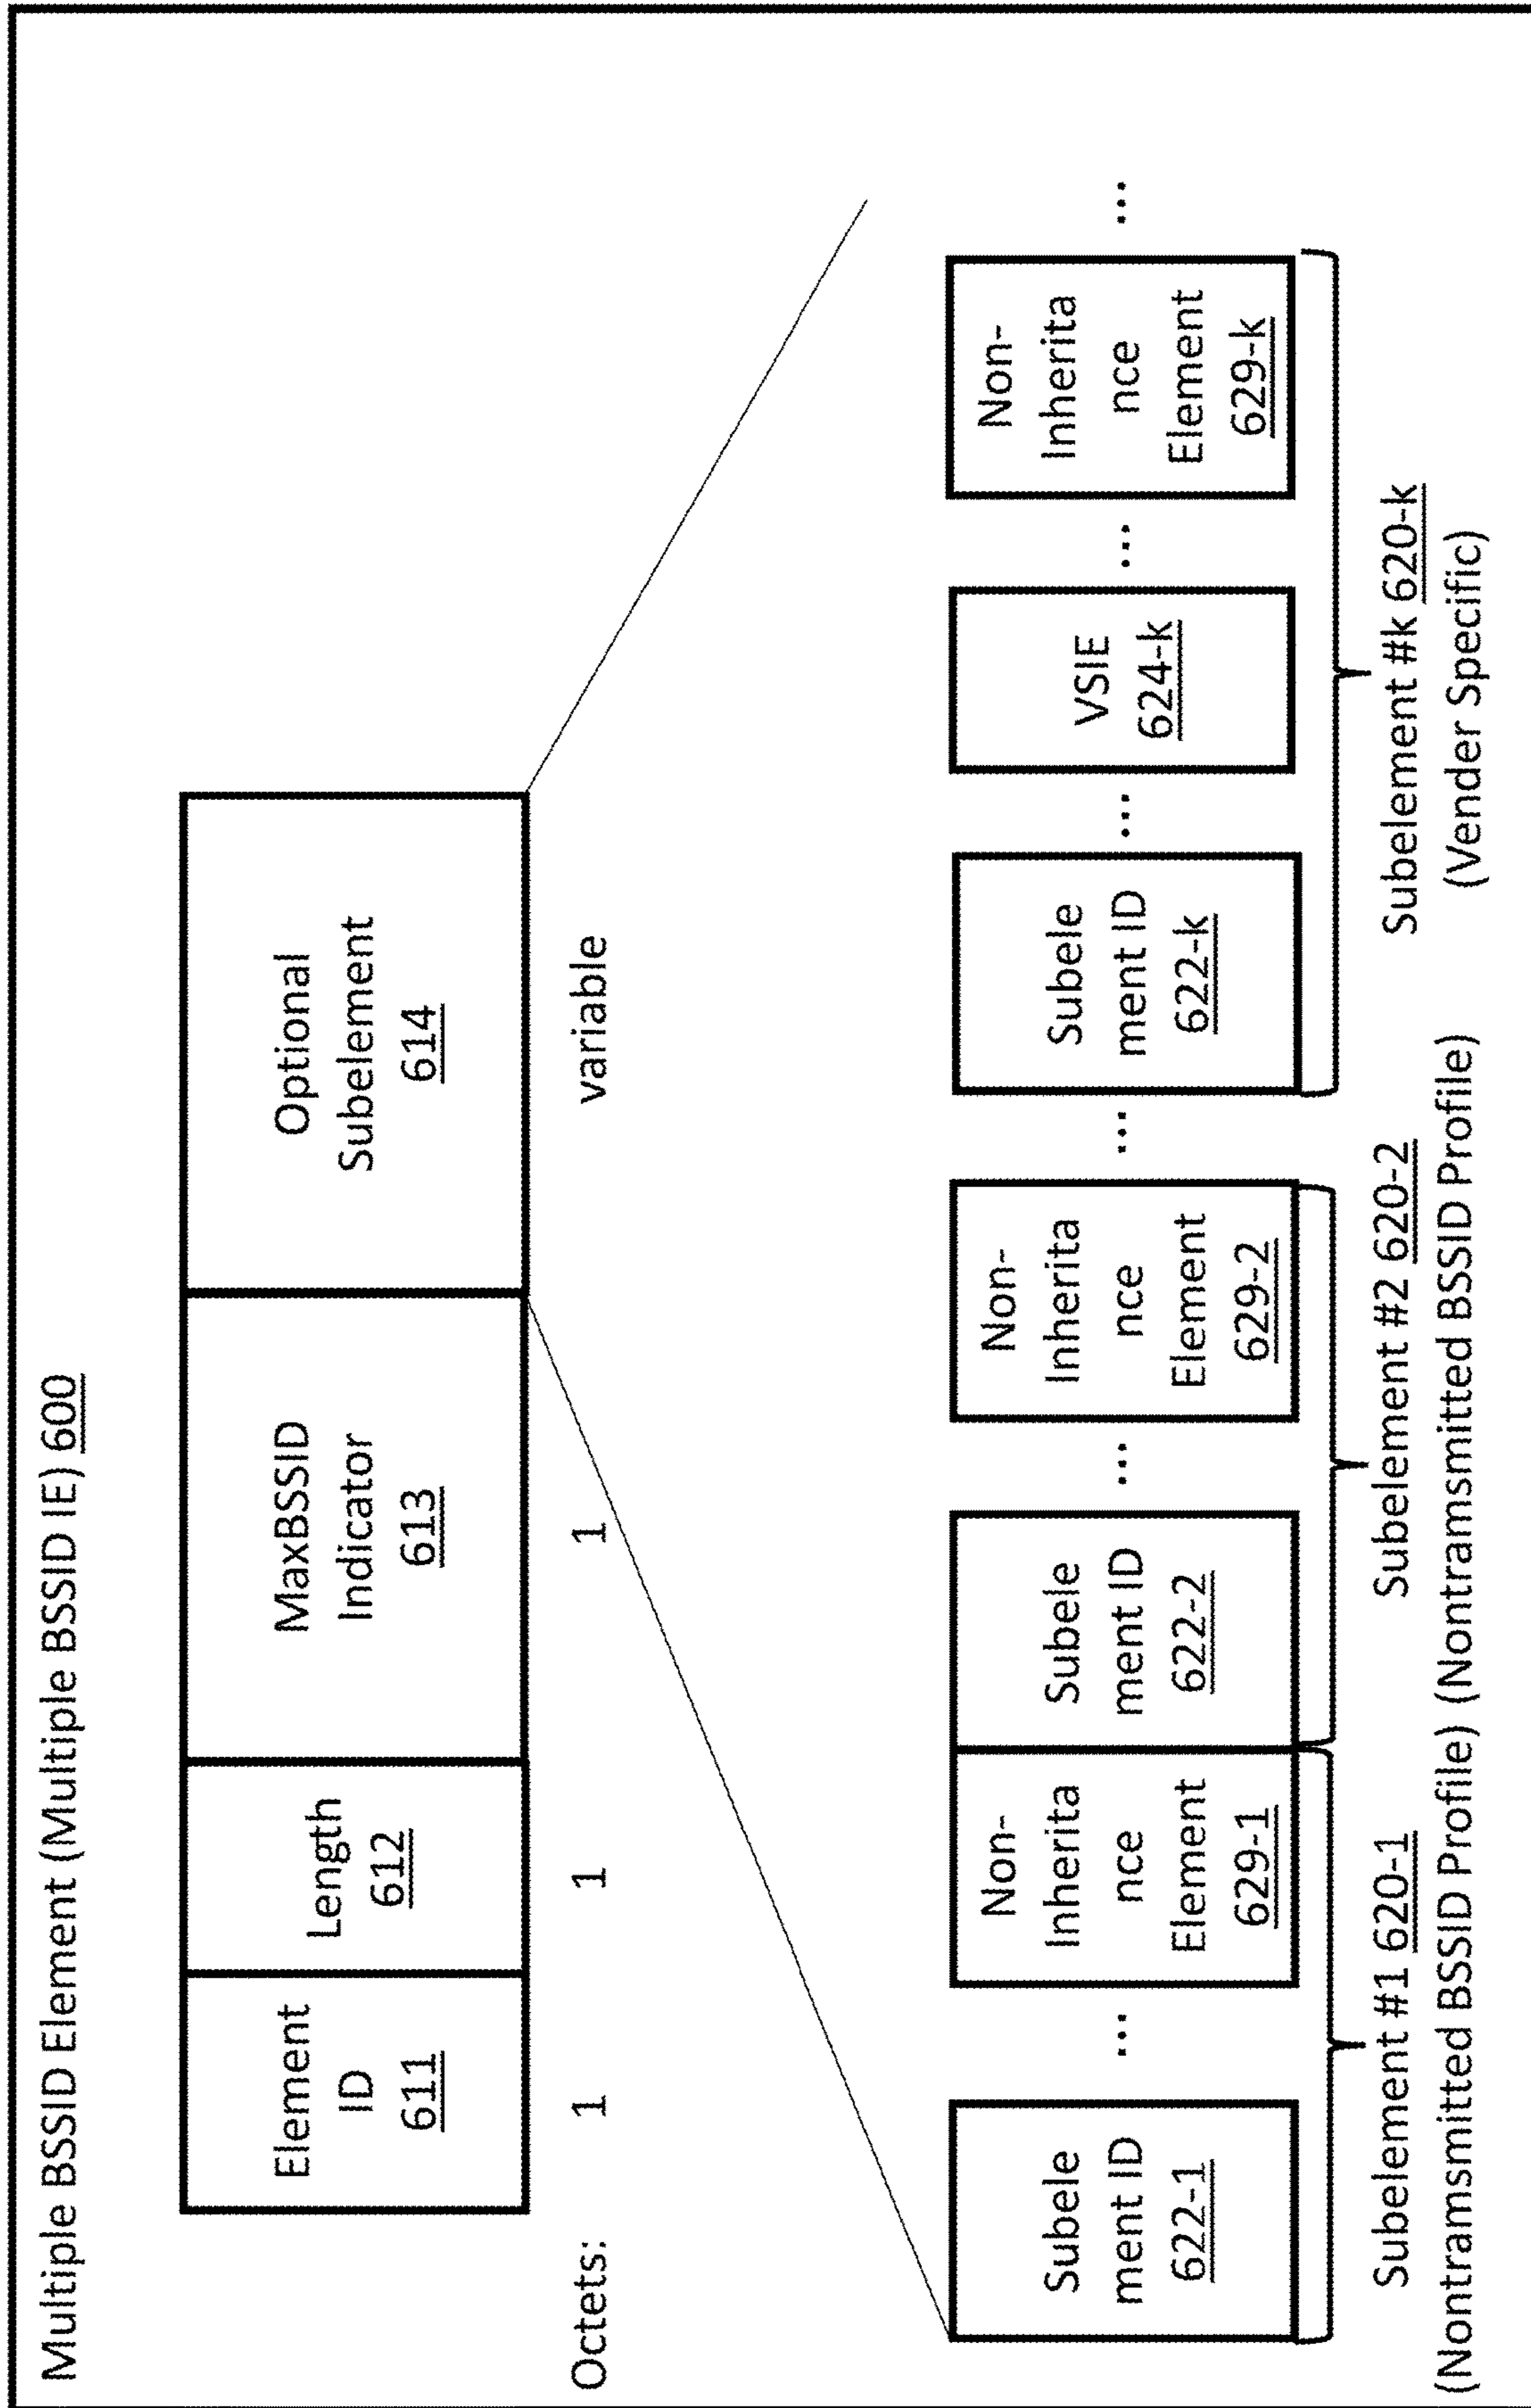 Multiple BSSID Element (Multiple BSSID IE) 600
Element
ID
611
Length
612
MaxBSSID
Indicator
613
Optional
Subelement
614
Octets: 1 1 1 variable
Subele
ment ID
622-1
...
Non-
Inherita
nce
Element
629-1
Subele
ment ID
622-2
...
Non-
Inherita
nce
Element
629-2
...
Subele
ment ID
622-k
...
VSIE
624-k
...
Non-
Inherita
nce
Element
629-k
...
Subelement #1 620-1
(Nontramsmitted BSSID Profile)
Subelement #2 620-2
(Nontramsmitted BSSID Profile)
Subelement #k 620-k
(Vender Specific)